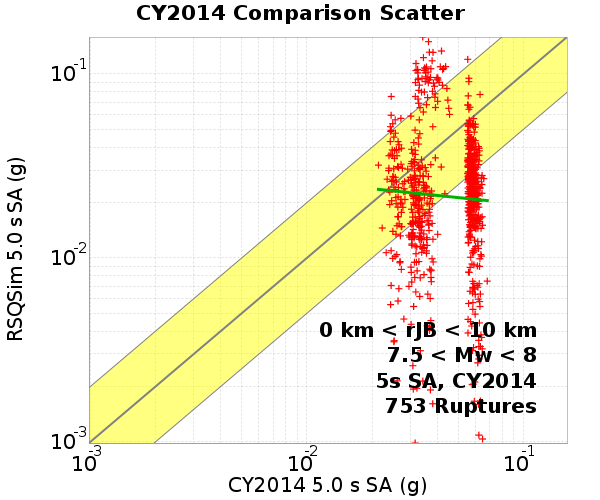 CY2014 Comparison Scatter
RSQSim 5.0 s SA (g)
10-1
10-2
10-3
0 km < rJB < 10 km
7.5 < Mw < 8
5s SA, CY2014
753 Ruptures
10-3
10-2
10-1
CY2014 5.0 s SA (g)